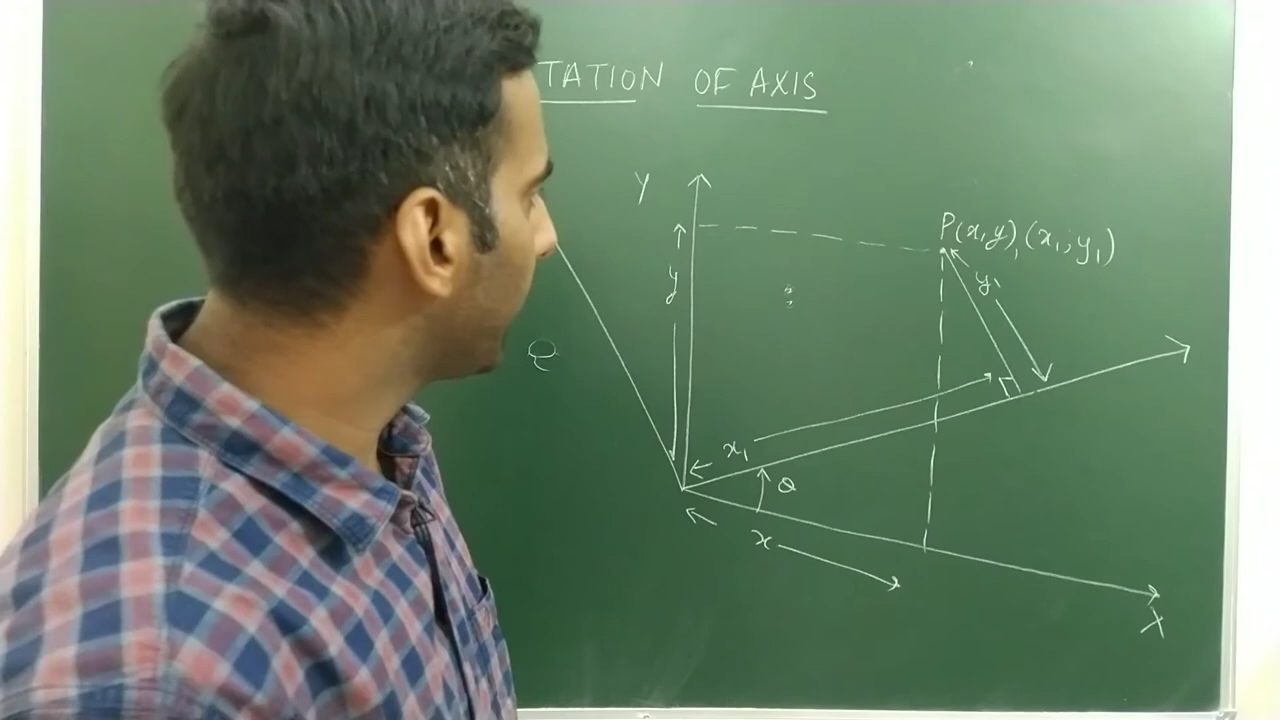 TATION OF AXIS
Y
P(x,y), (x₁, y₁)
y₁
y
x₁
θ
x
X